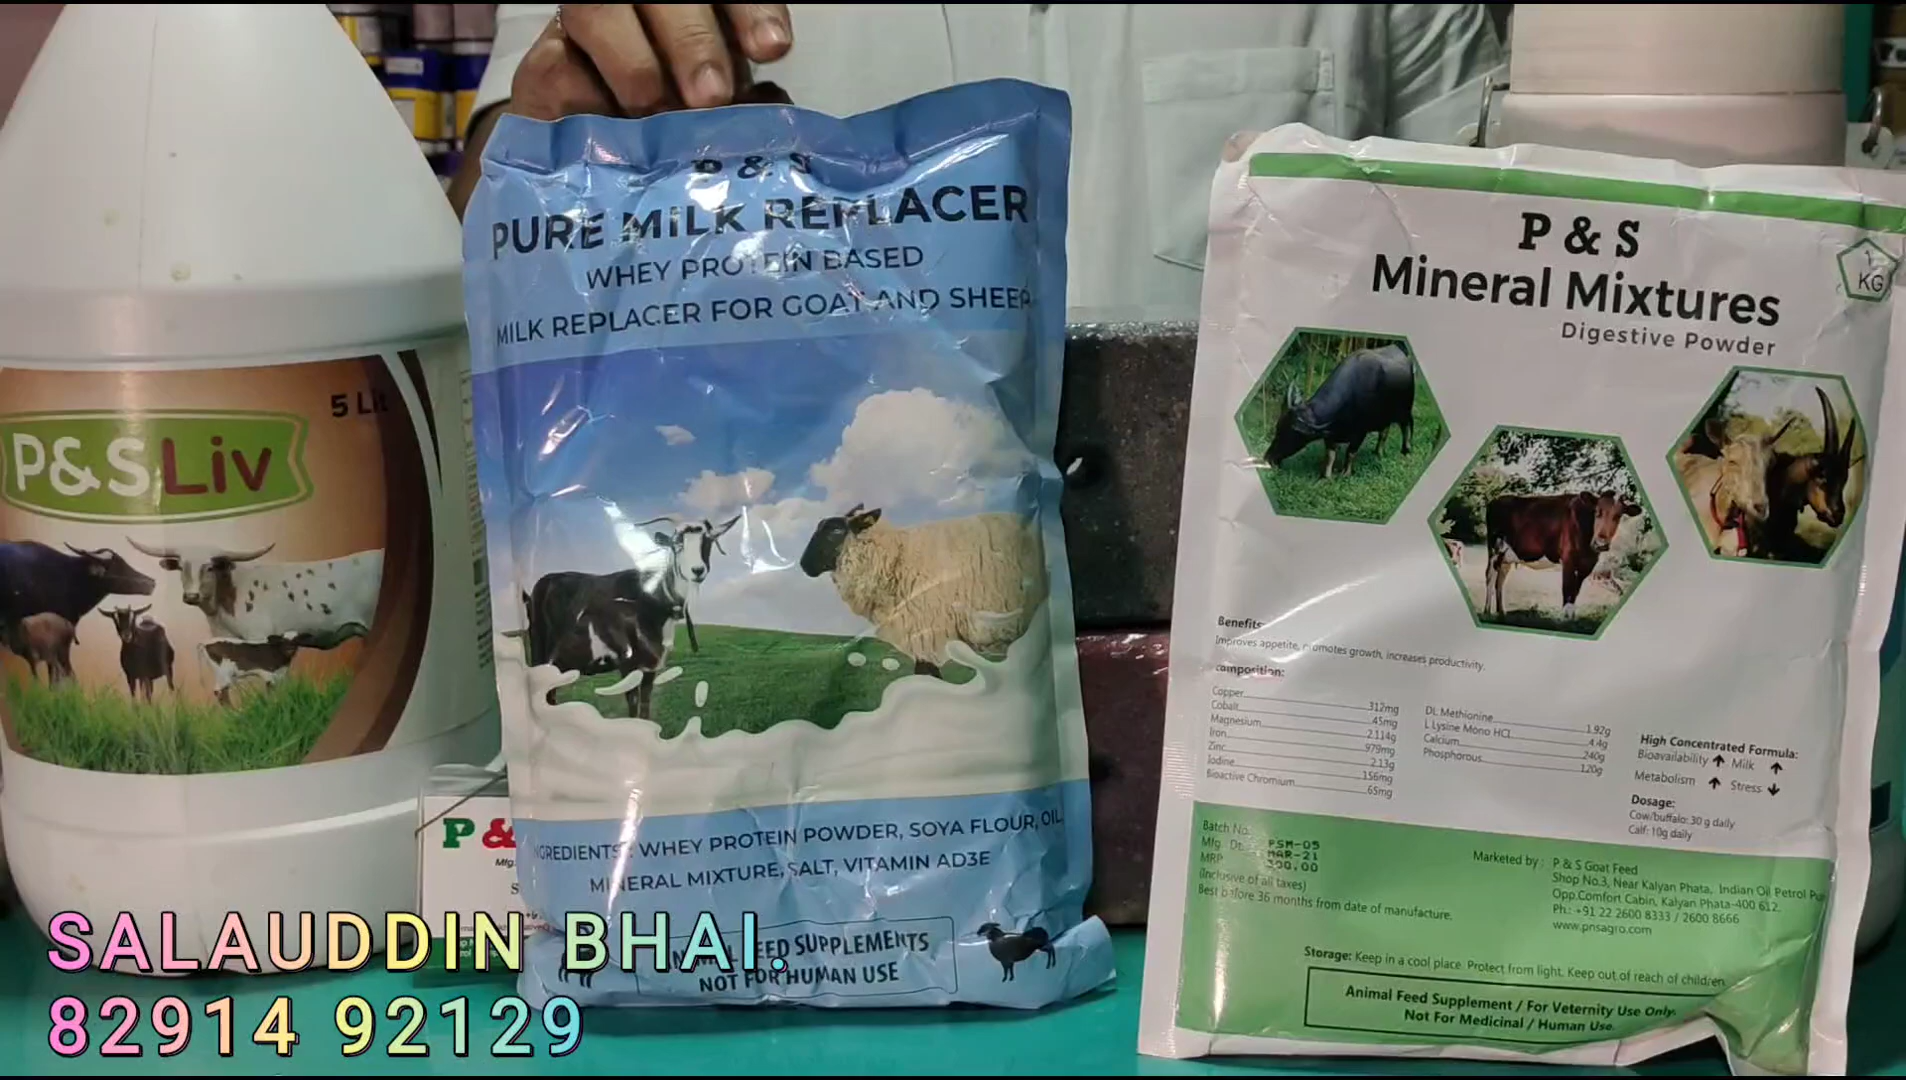 5 Lit
P&SLiv
P & S
PURE MILK REPLACER
WHEY PROTEIN BASED
MILK REPLACER FOR GOAT AND SHEEP
INGREDIENTS : WHEY PROTEIN POWDER, SOYA FLOUR, OIL
MINERAL MIXTURE, SALT, VITAMIN AD3E
ANIMAL FEED SUPPLEMENTS
NOT FOR HUMAN USE
P &
Mfg.
P & S
Mineral Mixtures
Digestive Powder
1
KG
Benefits:
Improves appetite, promotes growth, increases productivity.
Composition:
Copper 312mg
Cobalt 45mg
Magnesium 2.114g
Iron 979mg
Zinc 2.13g
Iodine 156mg
Bioactive Chromium 65mg
DL Methionine 1.92g
L Lysine Mono HCL 4.4g
Calcium 240g
Phosphorous 120g
High Concentrated Formula:
Bioavailability ↑ Milk ↑
Metabolism ↑ Stress ↓
Dosage:
Cow/buffalo: 30 g daily
Calf: 10g daily
Batch No. PSM-05
Mfg. Dt. MAR-21
MRP
(Inclusive of all taxes)
Best before 36 months from date of manufacture.
Marketed by : P & S Goat Feed
Shop No.3, Near Kalyan Phata, Indian Oil Petrol
Opp.Comfort Cabin, Kalyan Phata-400 612.
Ph.: +91 22 2600 8333 / 2600 8666
www.pnsagro.com
Storage: Keep in a cool place. Protect from light. Keep out of reach of children.
Animal Feed Supplement / For Veternity Use Only.
Not For Medicinal / Human Use.
SALAUDDIN BHAI.
82914 92129